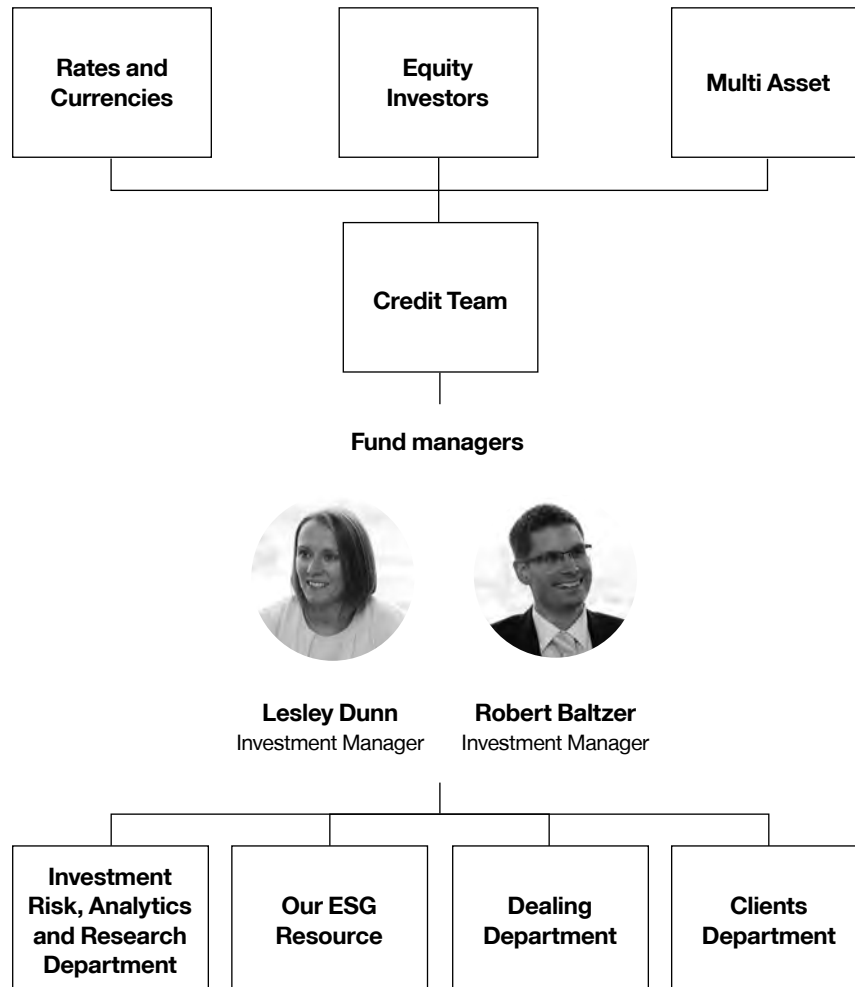 Rates and
Currencies
Equity
Investors
Multi Asset
Credit Team
Fund managers
Lesley Dunn
Investment Manager
Robert Baltzer
Investment Manager
Investment
Risk, Analytics
and Research
Department
Our ESG
Resource
Dealing
Department
Clients
Department